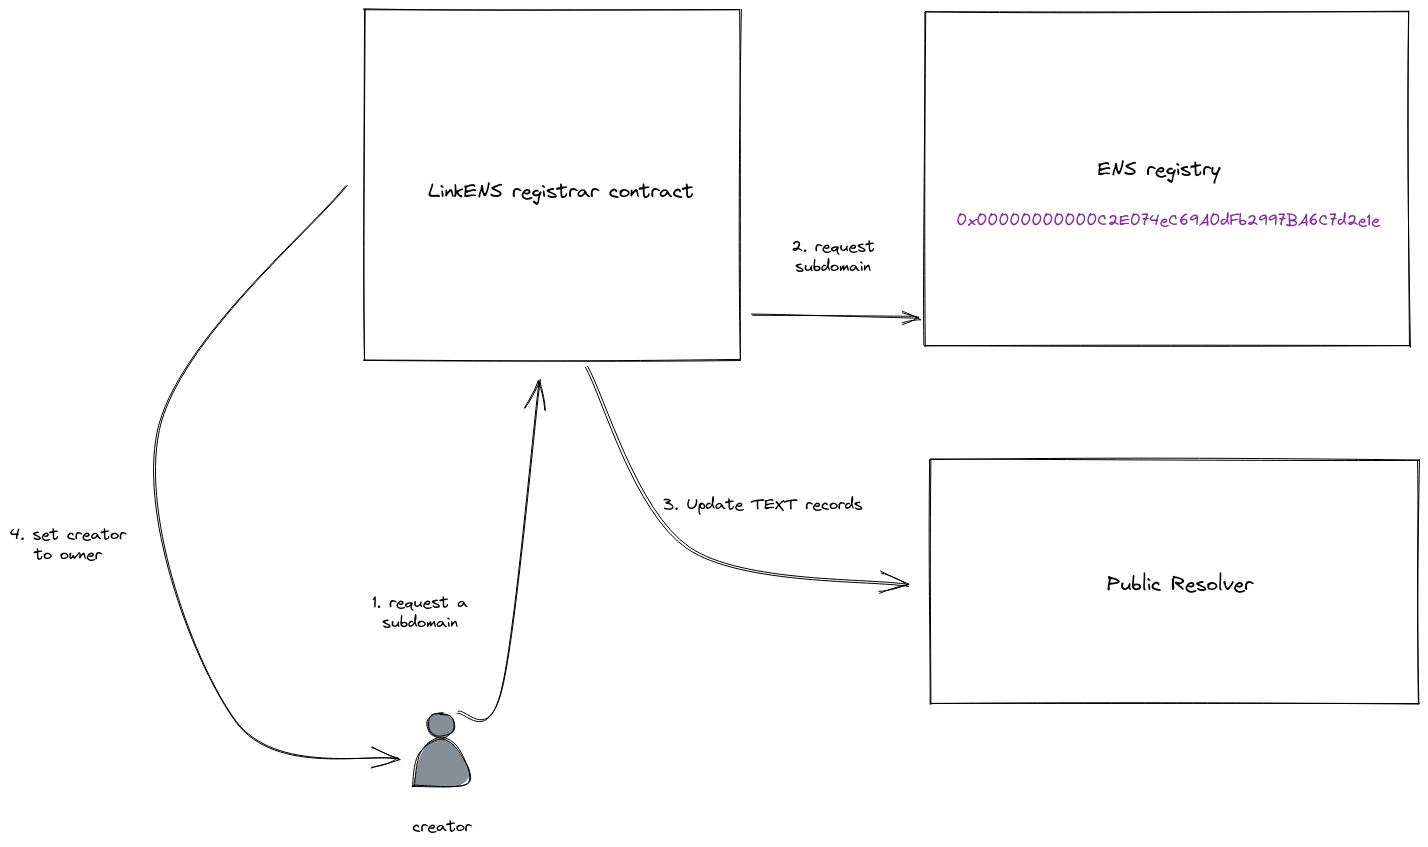 LinkENS registrar contract
ENS registry
0x00000000000C2E074eC69A0dFb2997BA6C7d2e1e
2. request
subdomain
3. Update TEXT records
4. set creator
to owner
1. request a
subdomain
Public Resolver
creator